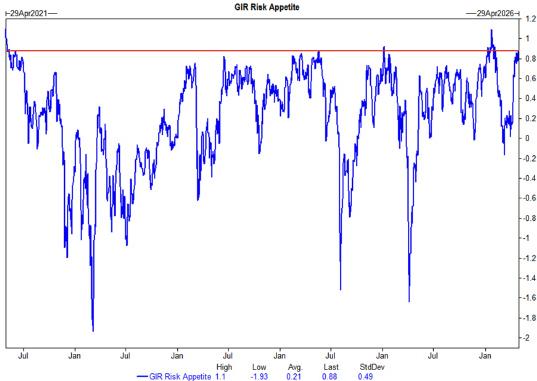 GIR Risk Appetite
29Apr2021
29Apr2026
1.2
1
0.8
0.6
0.4
0.2
0
-0.2
-0.4
-0.6
-0.8
-1
-1.2
-1.4
-1.6
-1.8
-2
Jul Jan Jul Jan Jul Jan Jul Jan Jul Jan
High Low Avg. Last StdDev
GIR Risk Appetite 1.1 -1.93 0.21 0.88 0.49